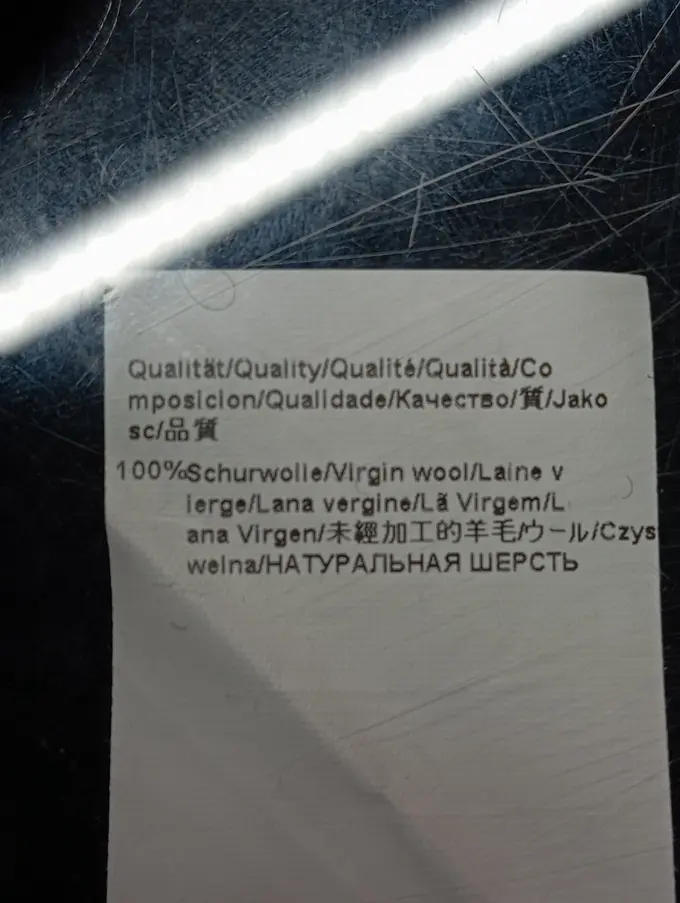 Qualität/Quality/Qualité/Qualità/Co
mposicion/Qualidade/Качество/質/Jako
sc/品質
100%Schurwolle/Virgin wool/Laine v
ierge/Lana vergine/Lã Virgem/L
ana Virgen/未經加工的羊毛/ウール/Czys
welna/НАТУРАЛЬНАЯ ШЕРСТЬ